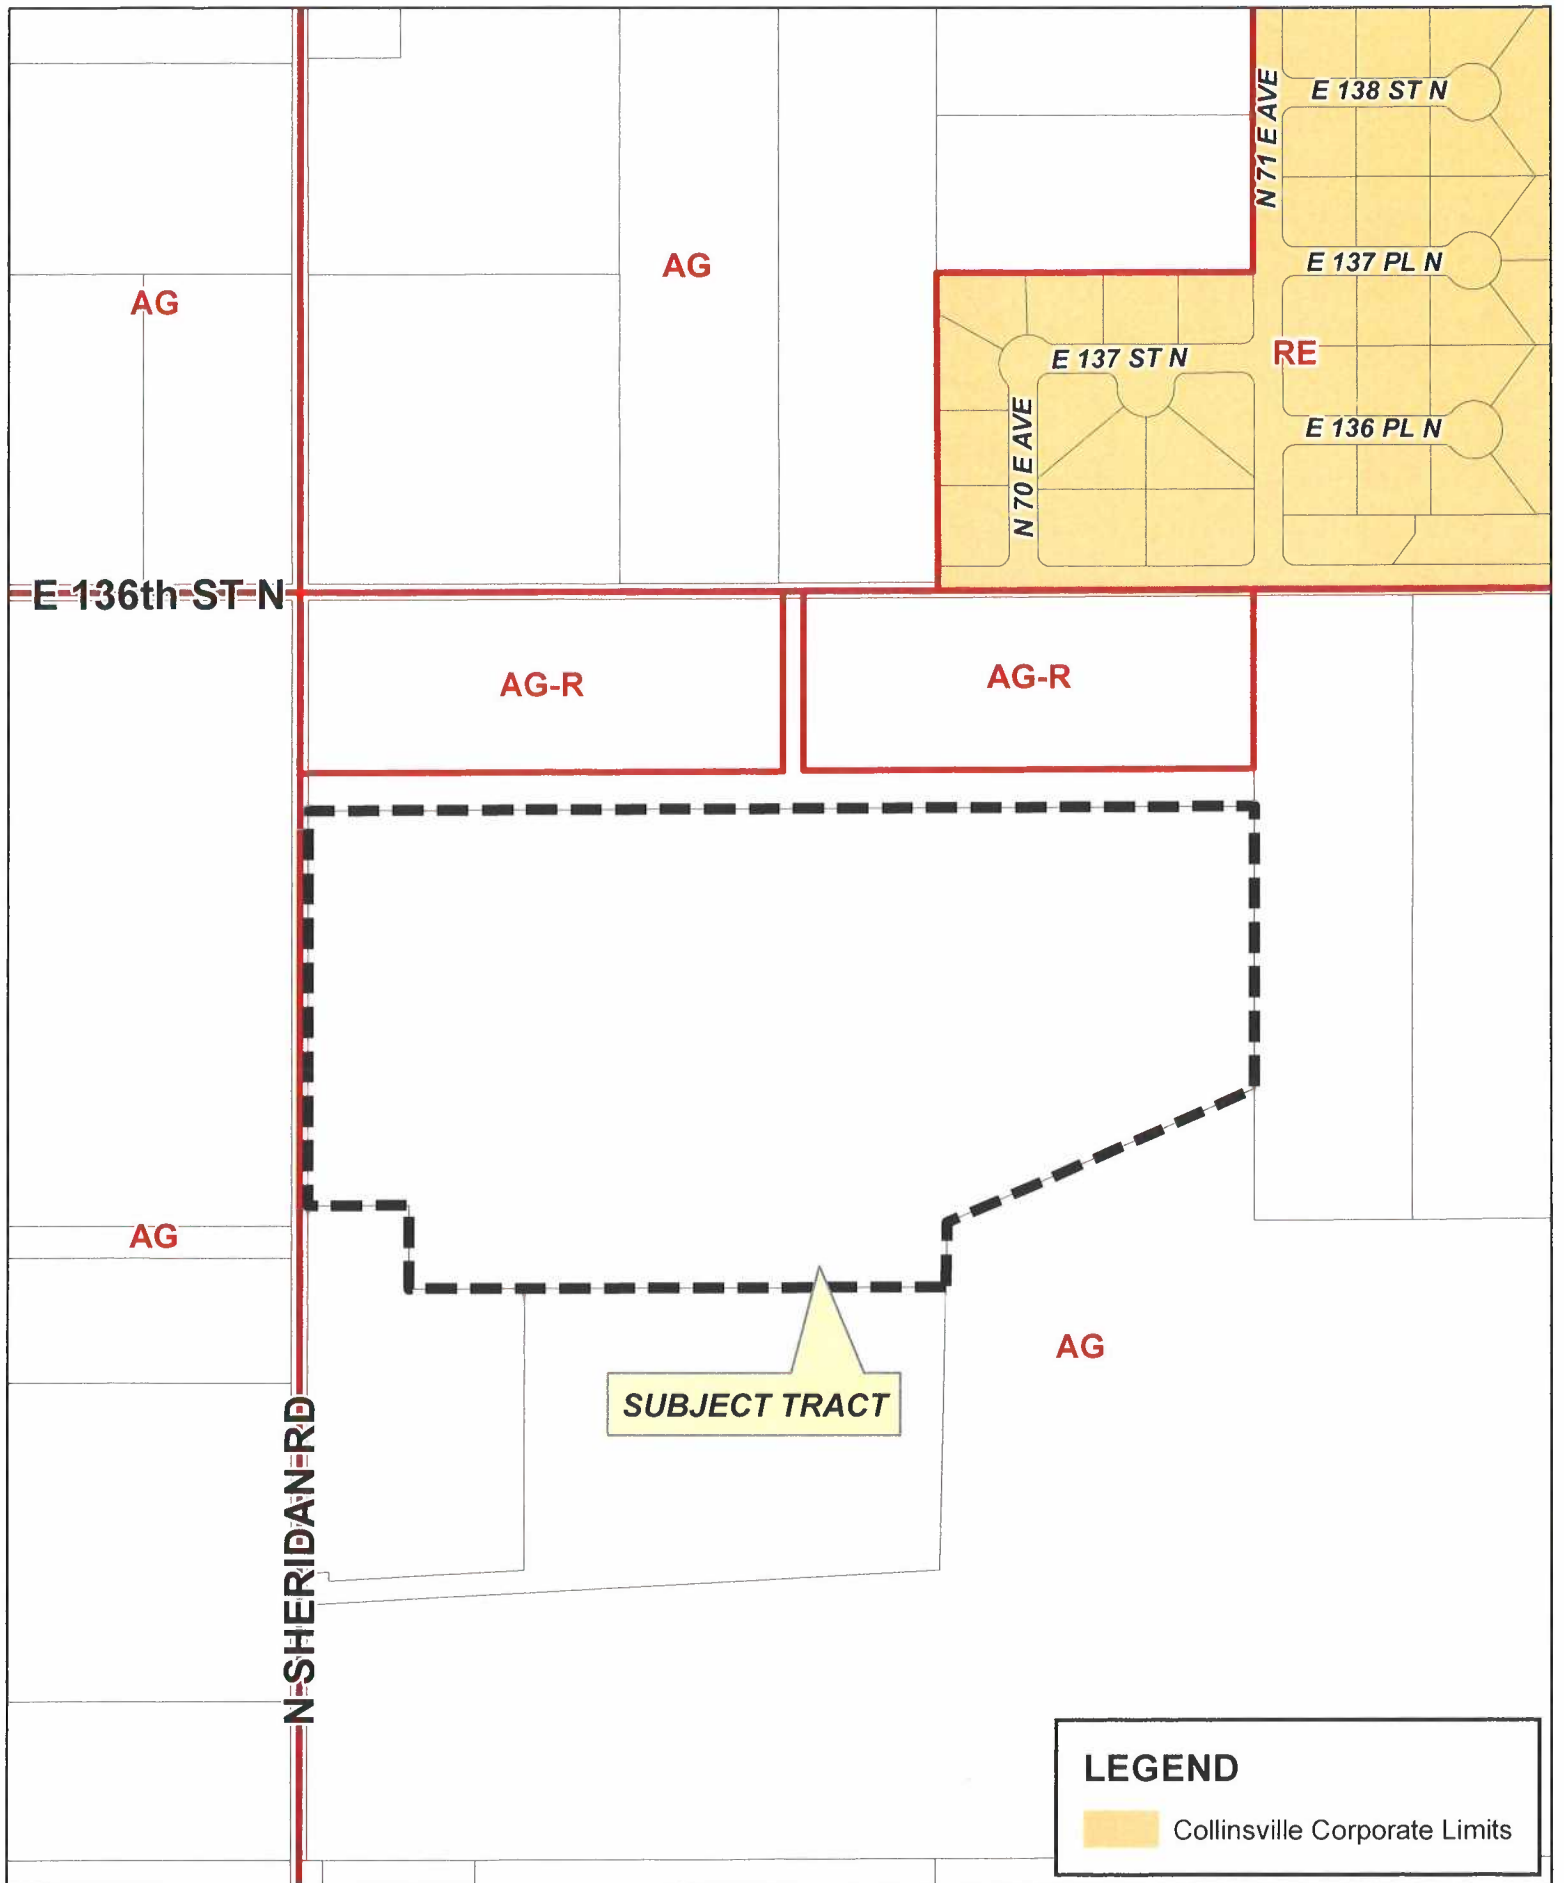 E 138 ST N
N 71 E AVE
E 137 PL N
AG
AG
E 137 ST N
RE
E 136 PL N
N 70 E AVE
E 136th ST N
AG-R
AG-R
AG
AG
SUBJECT TRACT
N SHERIDAN RD
LEGEND
Collinsville Corporate Limits